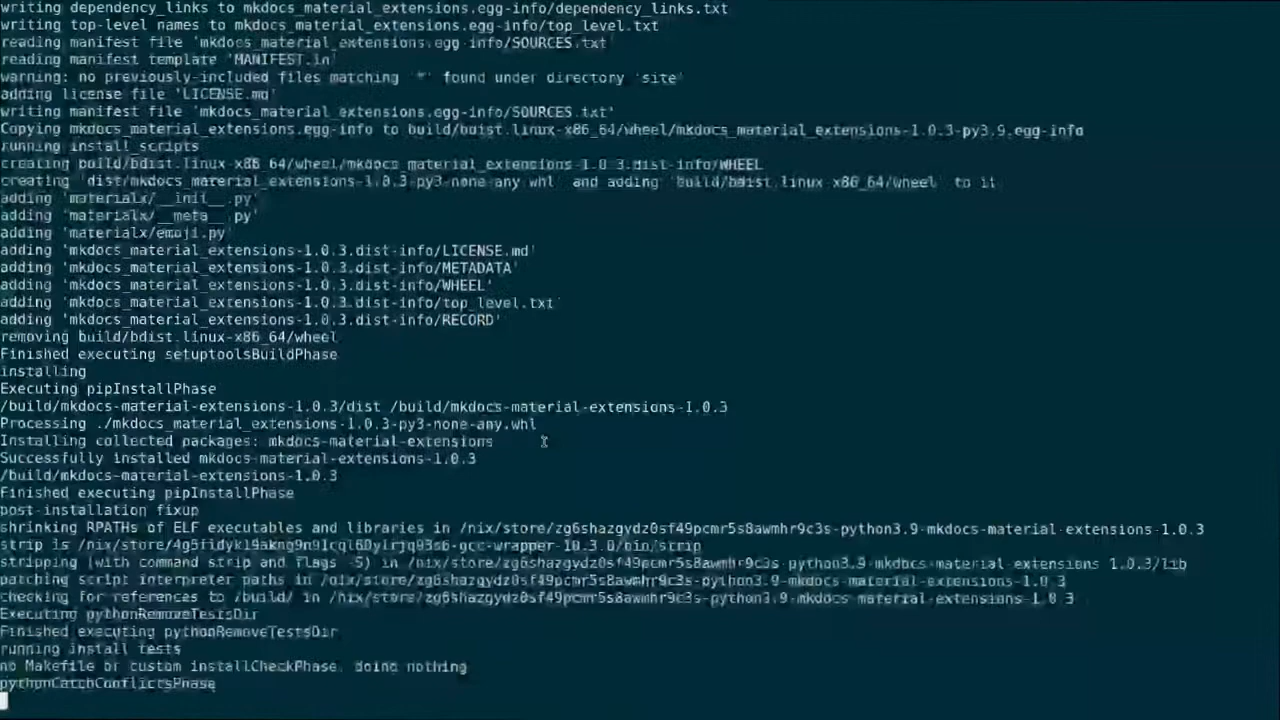 writing dependency_links to mkdocs_material_extensions.egg-info/dependency_links.txt
writing top-level names to mkdocs_material_extensions.egg-info/top_level.txt
reading manifest file 'mkdocs_material_extensions.egg-info/SOURCES.txt'
reading manifest template 'MANIFEST.in'
warning: no previously-included files matching '*' found under directory 'site'
adding license file 'LICENSE.md'
writing manifest file 'mkdocs_material_extensions.egg-info/SOURCES.txt'
Copying mkdocs_material_extensions.egg-info to build/bdist.linux-x86_64/wheel/mkdocs_material_extensions-1.0.3-py3.9.egg-info
running install_scripts
creating build/bdist.linux-x86_64/wheel/mkdocs_material_extensions-1.0.3.dist-info/WHEEL
creating 'dist/mkdocs_material_extensions-1.0.3-py3-none-any.whl' and adding 'build/bdist.linux-x86_64/wheel' to it
adding 'materialx/__init__.py'
adding 'materialx/__meta__.py'
adding 'materialx/emoji.py'
adding 'mkdocs_material_extensions-1.0.3.dist-info/LICENSE.md'
adding 'mkdocs_material_extensions-1.0.3.dist-info/METADATA'
adding 'mkdocs_material_extensions-1.0.3.dist-info/WHEEL'
adding 'mkdocs_material_extensions-1.0.3.dist-info/top_level.txt'
adding 'mkdocs_material_extensions-1.0.3.dist-info/RECORD'
removing build/bdist.linux-x86_64/wheel
Finished executing setuptoolsBuildPhase
installing
Executing pipInstallPhase
/build/mkdocs-material-extensions-1.0.3/dist /build/mkdocs-material-extensions-1.0.3
Processing ./mkdocs_material_extensions-1.0.3-py3-none-any.whl
Installing collected packages: mkdocs-material-extensions
Successfully installed mkdocs-material-extensions-1.0.3
/build/mkdocs-material-extensions-1.0.3
Finished executing pipInstallPhase
post-installation fixup
shrinking RPATHs of ELF executables and libraries in /nix/store/zg6shazgydz0sf49pcmr5s8awmhr9c3s-python3.9-mkdocs-material-extensions-1.0.3
strip is
stripping (with command strip and flags -S) in /nix/store/zg6shazgydz0sf49pcmr5s8awmhr9c3s-python3.9-mkdocs-material-extensions-1.0.3/lib
patching script interpreter paths in /nix/store/zg6shazgydz0sf49pcmr5s8awmhr9c3s-python3.9-mkdocs-material-extensions-1.0.3
checking for references to /build/ in /nix/store/zg6shazgydz0sf49pcmr5s8awmhr9c3s-python3.9-mkdocs-material-extensions-1.0.3
Executing pythonRemoveTestsDir
Finished executing pythonRemoveTestsDir
running install tests
no Makefile or custom installCheckPhase, doing nothing
pythonCatchConflictsPhase